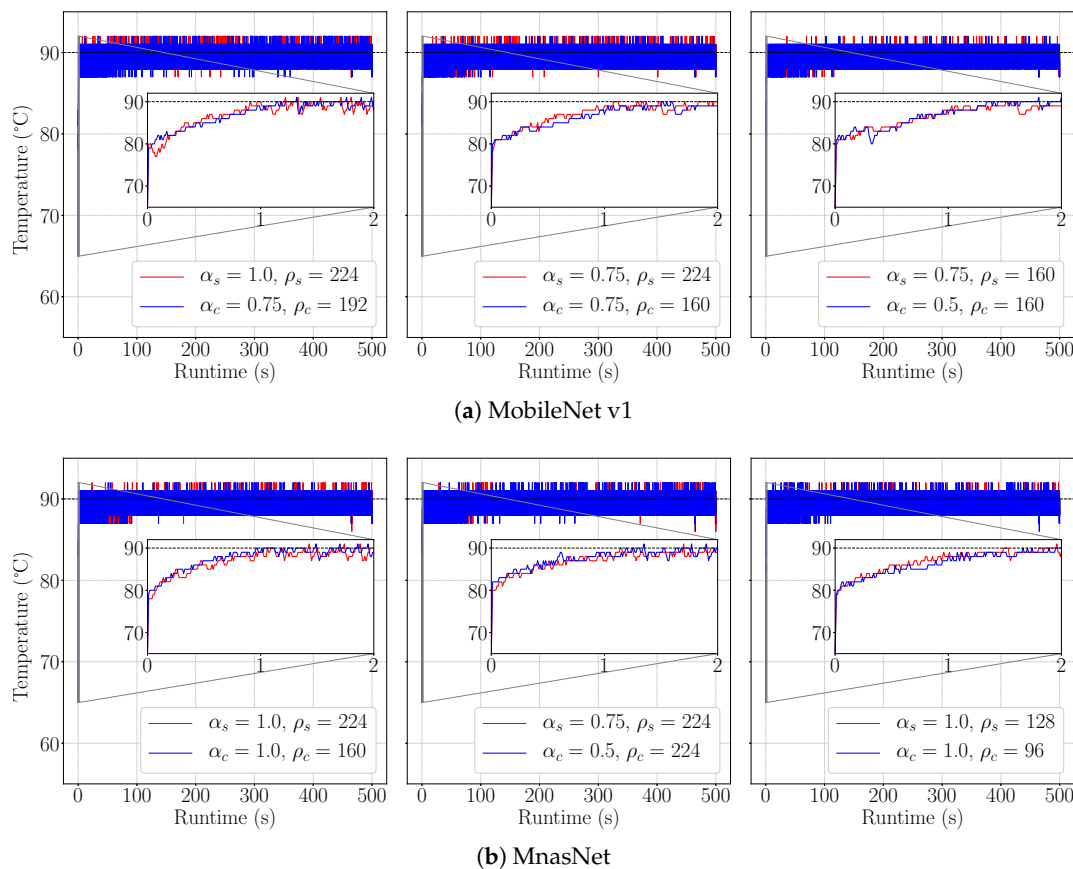 90
80
70
60
Temperature (°C)
90
80
70
0 1 2
90
80
70
0 1 2
90
80
70
0 1 2
αs = 1.0, ρs = 224
αc = 0.75, ρc = 192
αs = 0.75, ρs = 224
αc = 0.75, ρc = 160
αs = 0.75, ρs = 160
αc = 0.5, ρc = 160
0 100 200 300 400 500
0 100 200 300 400 500
0 100 200 300 400 500
Runtime (s) Runtime (s) Runtime (s)
(a) MobileNet v1
90
80
70
60
Temperature (°C)
90
80
70
0 1 2
90
80
70
0 1 2
90
80
70
0 1 2
αs = 1.0, ρs = 224
αc = 1.0, ρc = 160
αs = 0.75, ρs = 224
αc = 0.5, ρc = 224
αs = 1.0, ρs = 128
αc = 1.0, ρc = 96
0 100 200 300 400 500
0 100 200 300 400 500
0 100 200 300 400 500
Runtime (s) Runtime (s) Runtime (s)
(b) MnasNet